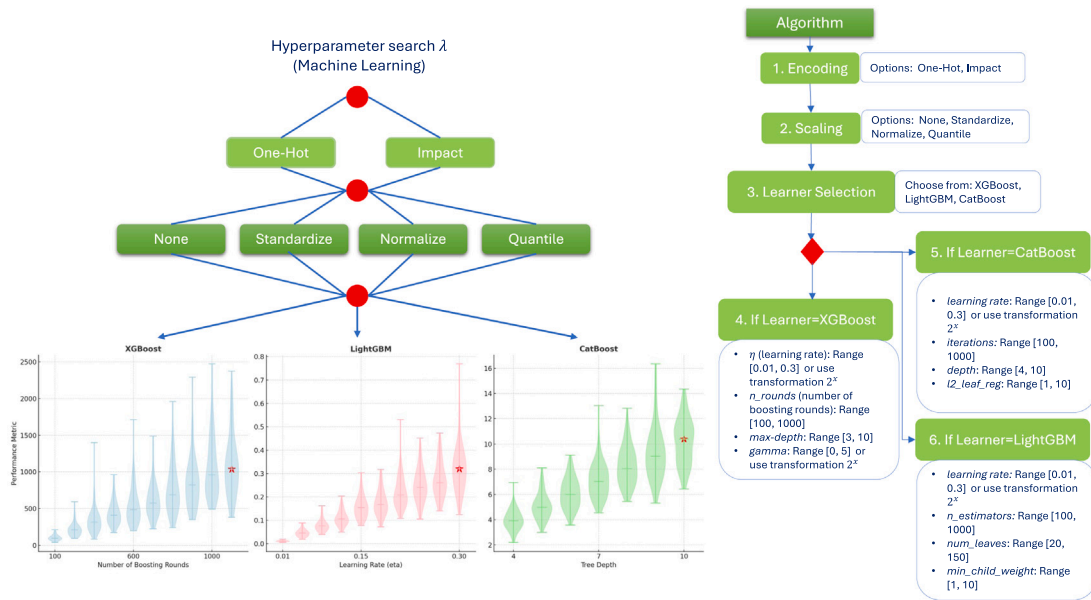 Hyperparameter search λ
(Machine Learning)
One-Hot
Impact
None
Standardize
Normalize
Quantile
XGBoost
Performance Metric
2500
2000
1500
1000
500
0
100
600
1000
Number of Boosting Rounds
LightGBM
0.8
0.7
0.6
0.5
0.4
0.3
0.2
0.1
0.0
0.01
0.15
0.30
Learning Rate (eta)
CatBoost
16
14
12
10
8
6
4
2
4
7
10
Tree Depth
Algorithm
1. Encoding
Options: One-Hot, Impact
2. Scaling
Options: None, Standardize,
Normalize, Quantile
3. Learner Selection
Choose from: XGBoost,
LightGBM, CatBoost
4. If Learner=XGBoost
• η (learning rate): Range
[0.01, 0.3] or use
transformation 2ˣ
• n_rounds (number of
boosting rounds): Range
[100, 1000]
• max-depth: Range [3, 10]
• gamma: Range [0, 5] or
use transformation 2ˣ
5. If Learner=CatBoost
• learning rate: Range [0.01,
0.3] or use transformation
2ˣ
• iterations: Range [100,
1000]
• depth: Range [4, 10]
• l2_leaf_reg: Range [1, 10]
6. If Learner=LightGBM
• learning rate: Range [0.01,
0.3] or use transformation
2ˣ
• n_estimators: Range [100,
1000]
• num_leaves: Range [20,
150]
• min_child_weight: Range
[1, 10]